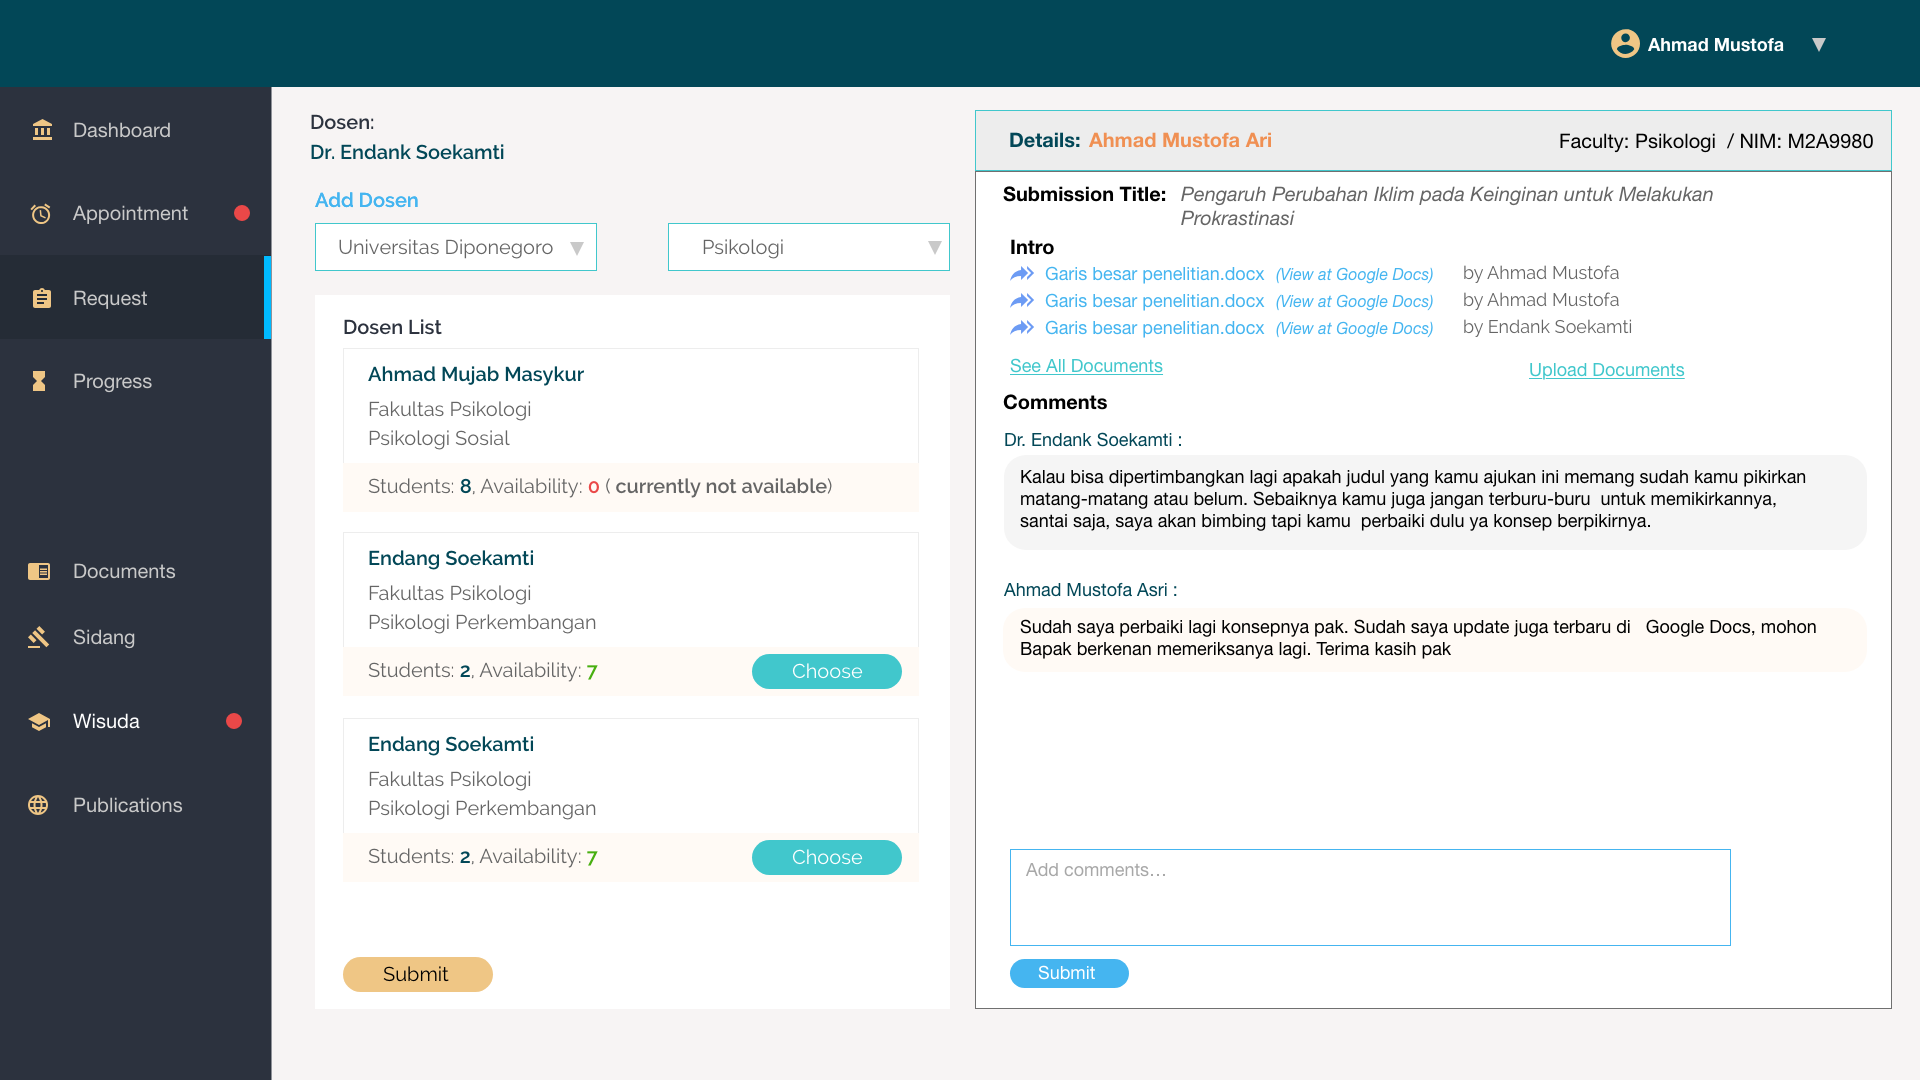 Ahmad Mustofa
Dashboard
Appointment
Request
Progress
Documents
Sidang
Wisuda
Publications
Dosen:
Dr. Endank Soekamti
Add Dosen
Universitas Diponegoro
Psikologi
Dosen List
Ahmad Mujab Masykur
Fakultas Psikologi
Psikologi Sosial
Students: 8, Availability: 0 ( currently not available)
Endang Soekamti
Fakultas Psikologi
Psikologi Perkembangan
Students: 2, Availability: 7
Choose
Endang Soekamti
Fakultas Psikologi
Psikologi Perkembangan
Students: 2, Availability: 7
Choose
Submit
Details: Ahmad Mustofa Ari
Faculty: Psikologi / NIM: M2A9980
Submission Title: Pengaruh Perubahan Iklim pada Keinginan untuk Melakukan
Prokrastinasi
Intro
Garis besar penelitian.docx (View at Google Docs) by Ahmad Mustofa
Garis besar penelitian.docx (View at Google Docs) by Ahmad Mustofa
Garis besar penelitian.docx (View at Google Docs) by Endank Soekamti
See All Documents
Upload Documents
Comments
Dr. Endank Soekamti :
Kalau bisa dipertimbangkan lagi apakah judul yang kamu ajukan ini memang sudah kamu pikirkan
matang-matang atau belum. Sebaiknya kamu juga jangan terburu-buru untuk memikirkannya,
santai saja, saya akan bimbing tapi kamu perbaiki dulu ya konsep berpikirnya.
Ahmad Mustofa Asri :
Sudah saya perbaiki lagi konsepnya pak. Sudah saya update juga terbaru di Google Docs, mohon
Bapak berkenan memeriksanya lagi. Terima kasih pak
Add comments...
Submit